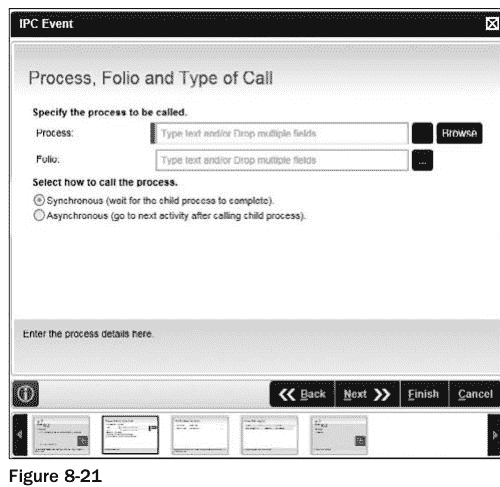 IPC Event
Process, Folio and Type of Call
Specify the process to be called.
Process: Type text and/or Drop multiple fields Browse
Folio: Type text and/or Drop multiple fields ...
Select how to call the process.
Synchronous (wait for the child process to complete).
Asynchronous (go to next activity after calling child process).
Enter the process details here.
Back Next Finish Cancel
Figure 8-21